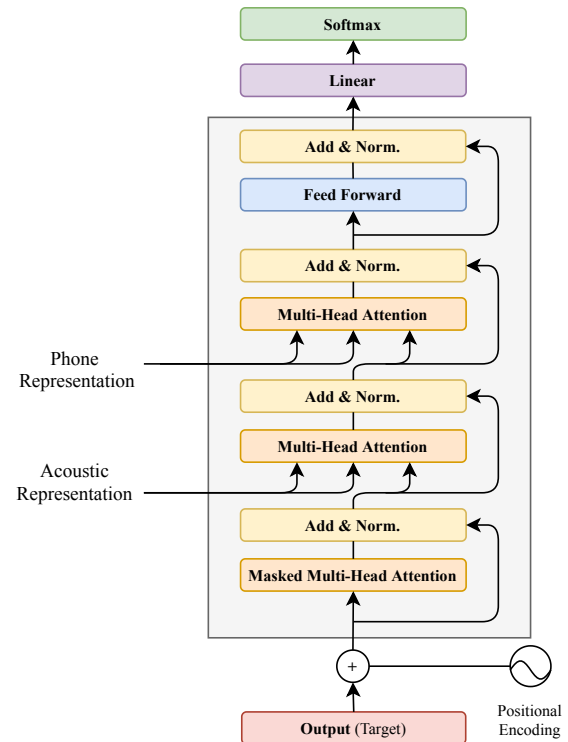 Softmax
Linear
Add & Norm.
Feed Forward
Add & Norm.
Multi-Head Attention
Phone
Representation
Add & Norm.
Multi-Head Attention
Acoustic
Representation
Add & Norm.
Masked Multi-Head Attention
+
Positional
Encoding
Output (Target)